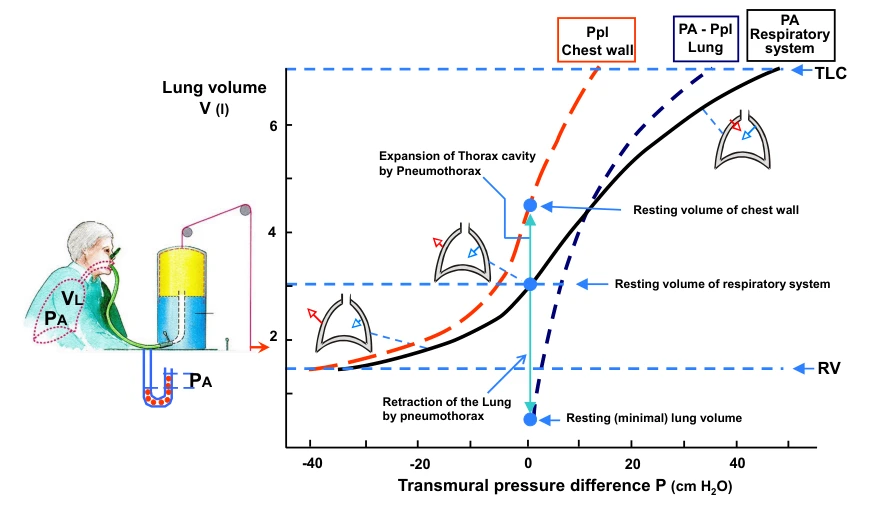 Ppl
Chest wall
PA - Ppl
Lung
PA
Respiratory
system
TLC
Lung volume
V (l)
6
Expansion of Thorax cavity
by Pneumothorax
Resting volume of chest wall
4
Resting volume of respiratory system
VL
PA
2
RV
PA
Retraction of the Lung
by pneumothorax
Resting (minimal) lung volume
-40
-20
0
20
40
Transmural pressure difference P (cm H₂O)